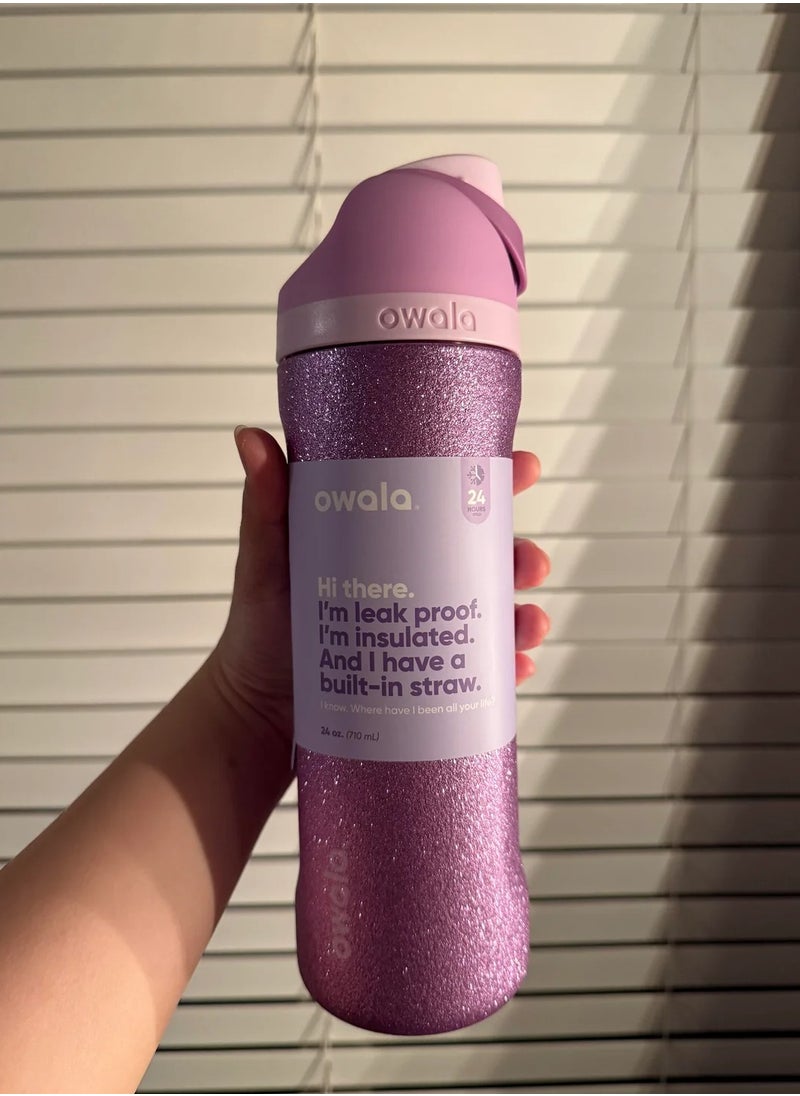 owala
owala®
24
HOURS
COLD
Hi there.
I'm leak proof.
I'm insulated.
And I have a
built-in straw.
I know. Where have I been all your life?
24 oz. (710 mL)
owala